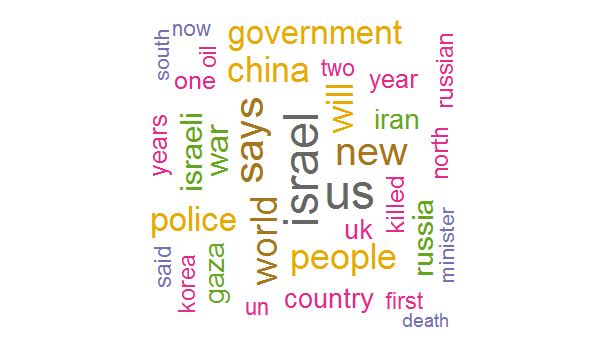 south
now
government
oil
china
one
two
year
russian
will
years
israeli
war
says
israel
iran
new
north
us
world
killed
police
uk
russia
said
korea
gaza
people
minister
un
country
first
death